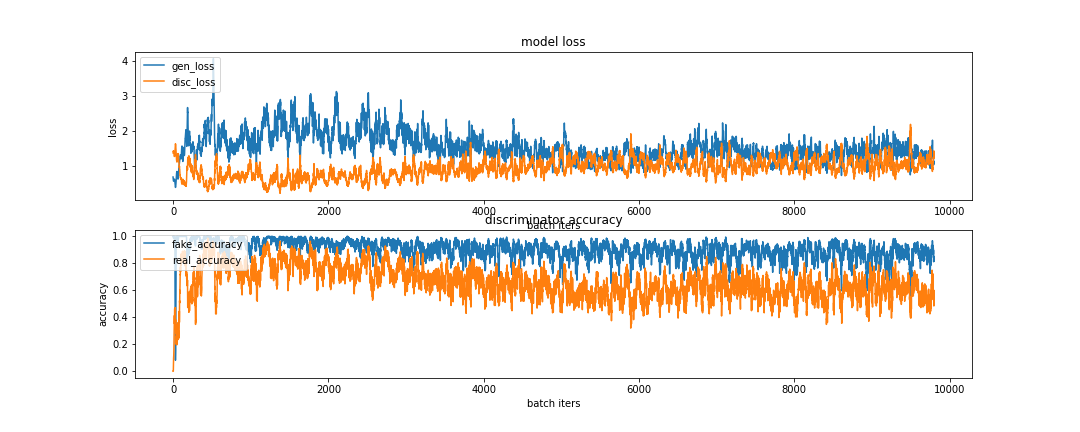 model loss
4
3
2
1
loss
gen_loss
disc_loss
0 2000 4000 6000 8000 10000
batch iters
discriminator accuracy
1.0
0.8
0.6
0.4
0.2
0.0
accuracy
fake_accuracy
real_accuracy
0 2000 4000 6000 8000 10000
batch iters